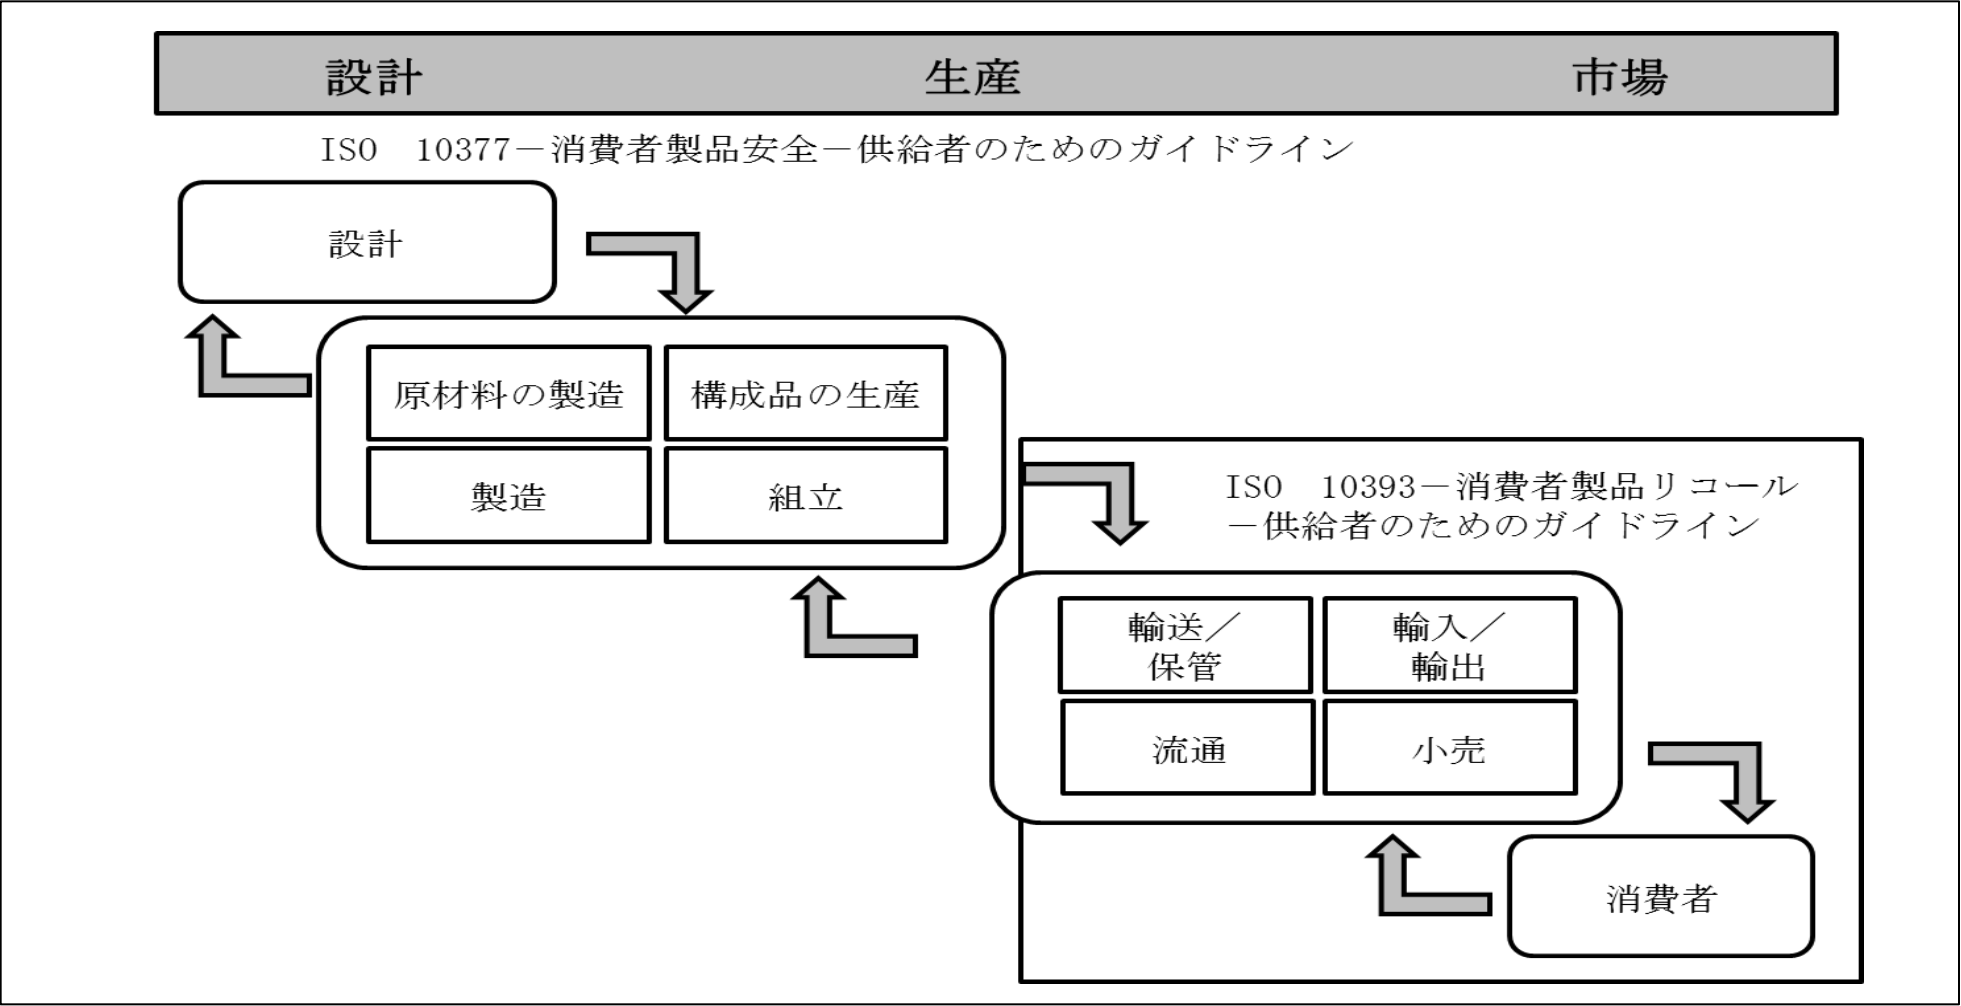 設計 生産 市場
ISO 10377－消費者製品安全－供給者のためのガイドライン
設計
原材料の製造 構成品の生産
製造 組立
ISO 10393－消費者製品リコール
－供給者のためのガイドライン
輸送／ 輸入／
保管 輸出
流通 小売
消費者